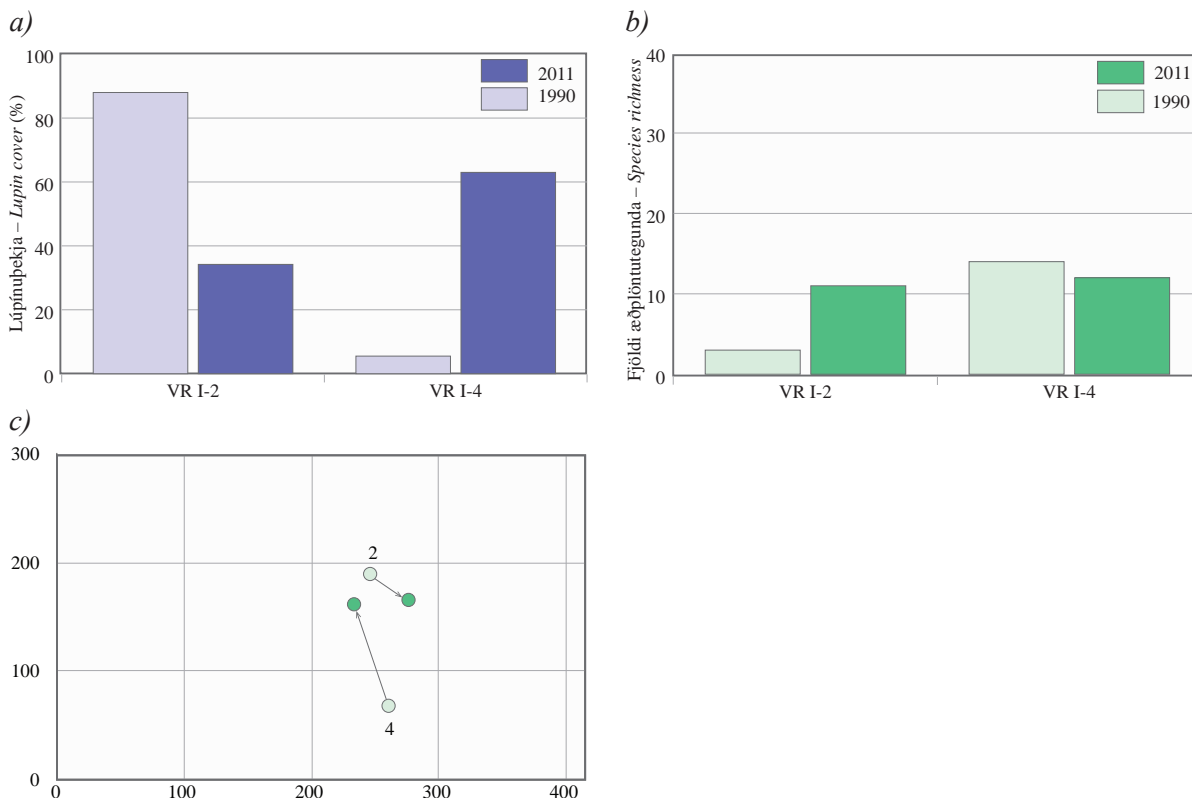 a)
Lúpínuþekja – Lupin cover (%)
100
80
60
40
20
0
2011
1990
VR I-2
VR I-4
b)
Fjöldi æðplöntutegunda – Species richness
40
30
20
10
0
2011
1990
VR I-2
VR I-4
c)
300
200
100
0
2
4
0
100
200
300
400